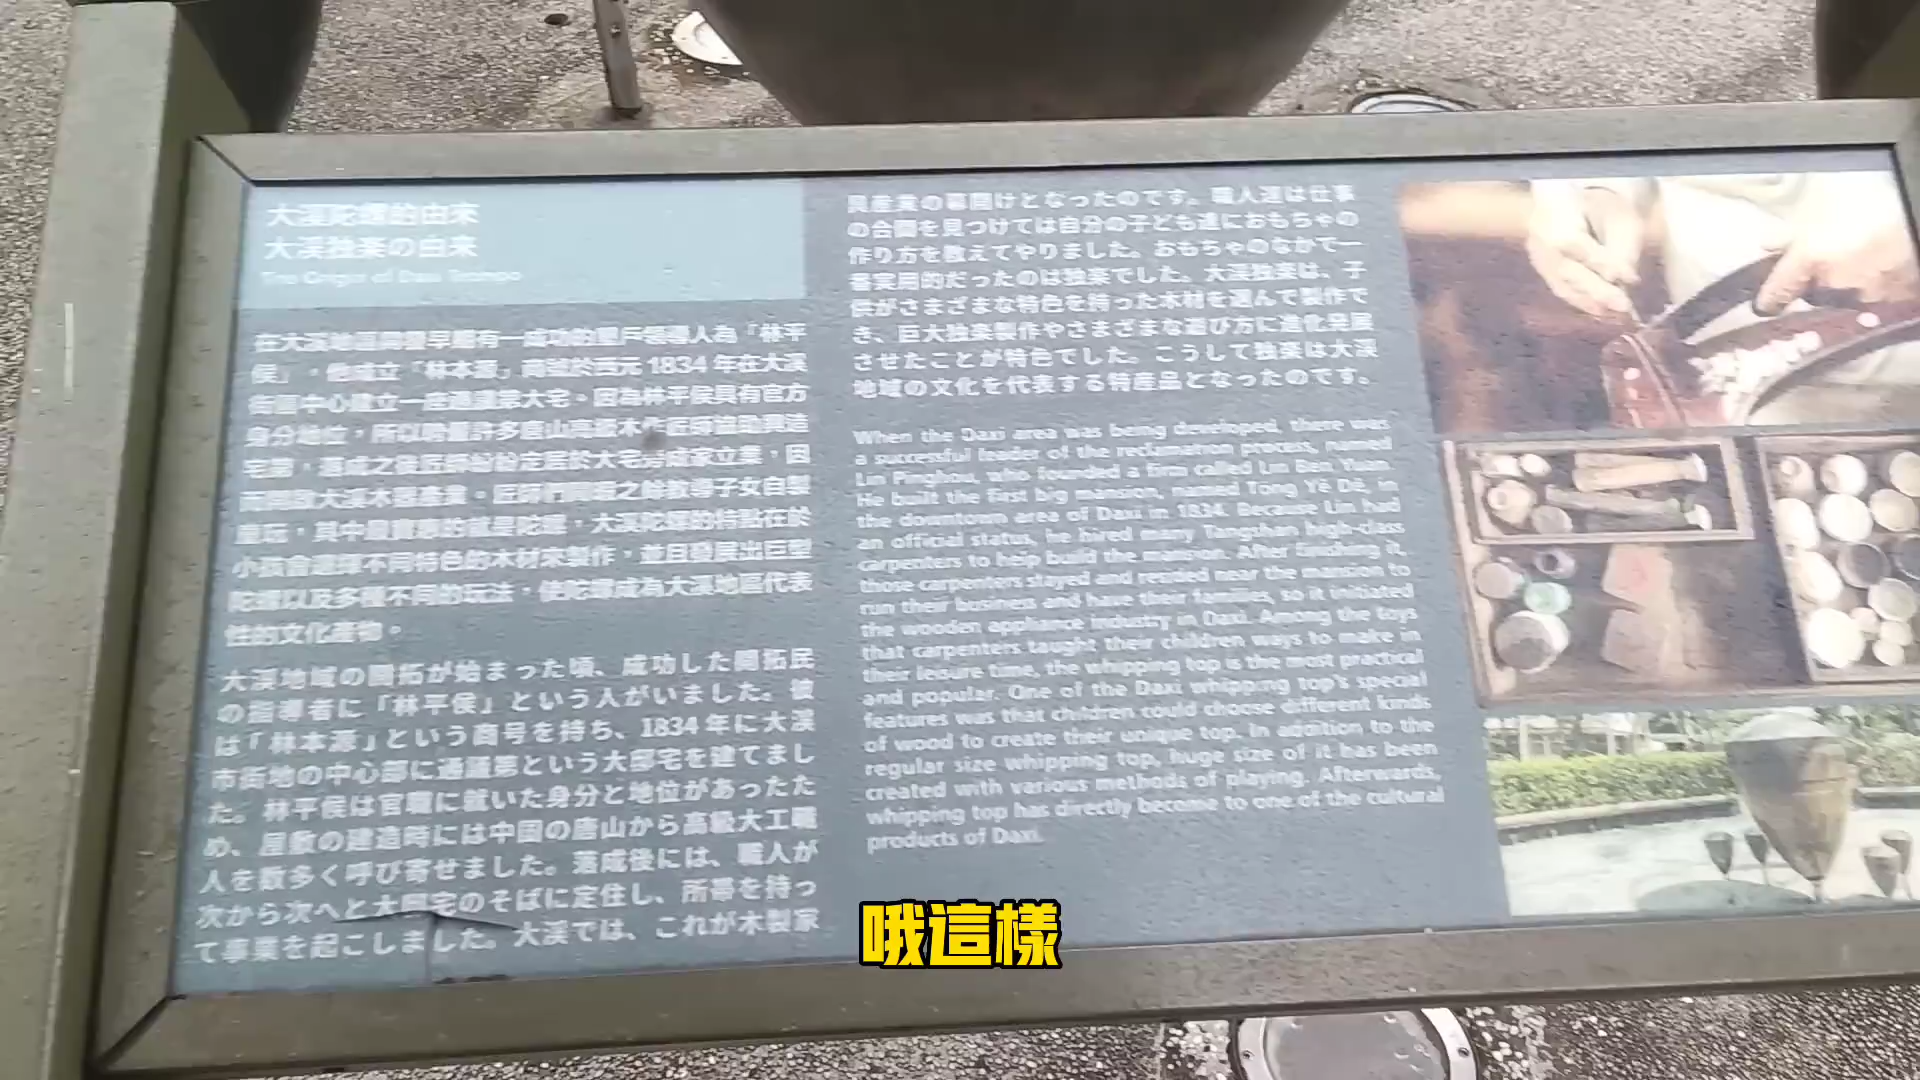 大溪陀螺的由來
大溪独楽の由来
The Origin of Daxi Trompo
在大溪地區開墾早期有一成功的墾戶領導人為「林平
侯」,他成立「林本源」商號於西元 1834 年在大溪
街區中心建立一座通議第大宅。因為林平侯具有官方
身分地位,所以聘僱許多唐山高級木作匠師協助興造
宅第,落成之後匠師紛紛定居於大宅旁成家立業,因
而開啟大溪木器產業。匠師們閒暇之餘教導子女自製
童玩,其中最實惠的就是陀螺,大溪陀螺的特點在於
小孩會選擇不同特色的木材來製作,並且發展出巨型
陀螺以及多種不同的玩法,使陀螺成為大溪地區代表
性的文化產物。
大渓地域の開拓が始まった頃、成功した開拓民
の指導者に「林平侯」という人がいました。彼
は「林本源」という商号を持ち、1834 年に大渓
市街地の中心部に通議第という大邸宅を建てまし
た。林平侯は官職に就いた身分と地位があったた
め、屋敷の建造時には中国の唐山から高級大工職
人を数多く呼び寄せました。落成後には、職人が
次から次へと大邸宅のそばに定住し、所帯を持っ
て事業を起こしました。大渓では、これが木製家
具産業の幕開けとなったのです。職人達は仕事
の合間を見つけては自分の子ども達におもちゃの
作り方を教えてやりました。おもちゃのなかで一
番実用的だったのは独楽でした。大渓独楽は、子
供がさまざまな特色を持った木材を選んで製作で
き、巨大独楽製作やさまざまな遊び方に進化発展
させたことが特色でした。こうして独楽は大渓
地域の文化を代表する特産品となったのです。
When the Daxi area was being developed, there was
a successful leader of the reclamation process, named
Lin Pinghou, who founded a firm called Lin Ben Yuan.
He built the first big mansion, named Tong Yè Dè, in
the downtown area of Daxi in 1834. Because Lin had
an official status, he hired many Tangshan high-class
carpenters to help build the mansion. After finishing it,
those carpenters stayed and resided near the mansion to
run their business and have their families, so it initiated
the wooden appliance industry in Daxi. Among the toys
that carpenters taught their children ways to make in
their leisure time, the whipping top is the most practical
and popular. One of the Daxi whipping top's special
features was that children could choose different kinds
of wood to create their unique top. In addition to the
regular size whipping top, huge size of it has been
created with various methods of playing. Afterwards,
whipping top has directly become to one of the cultural
products of Daxi.
哦這樣